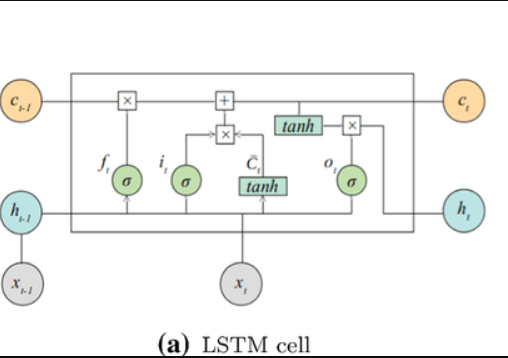 c_{t-1} × + c_t
tanh ×
×
f_t i_t C̄_t o_t
σ σ tanh σ
h_{t-1} h_t
x_{t-1} x_t
(a) LSTM cell